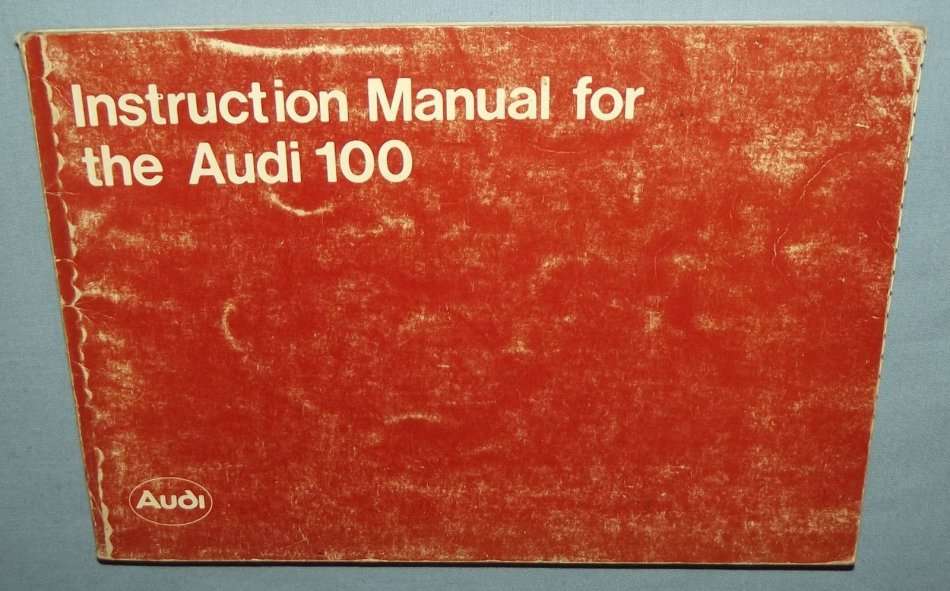 Instruction Manual for
the Audi 100
Audi